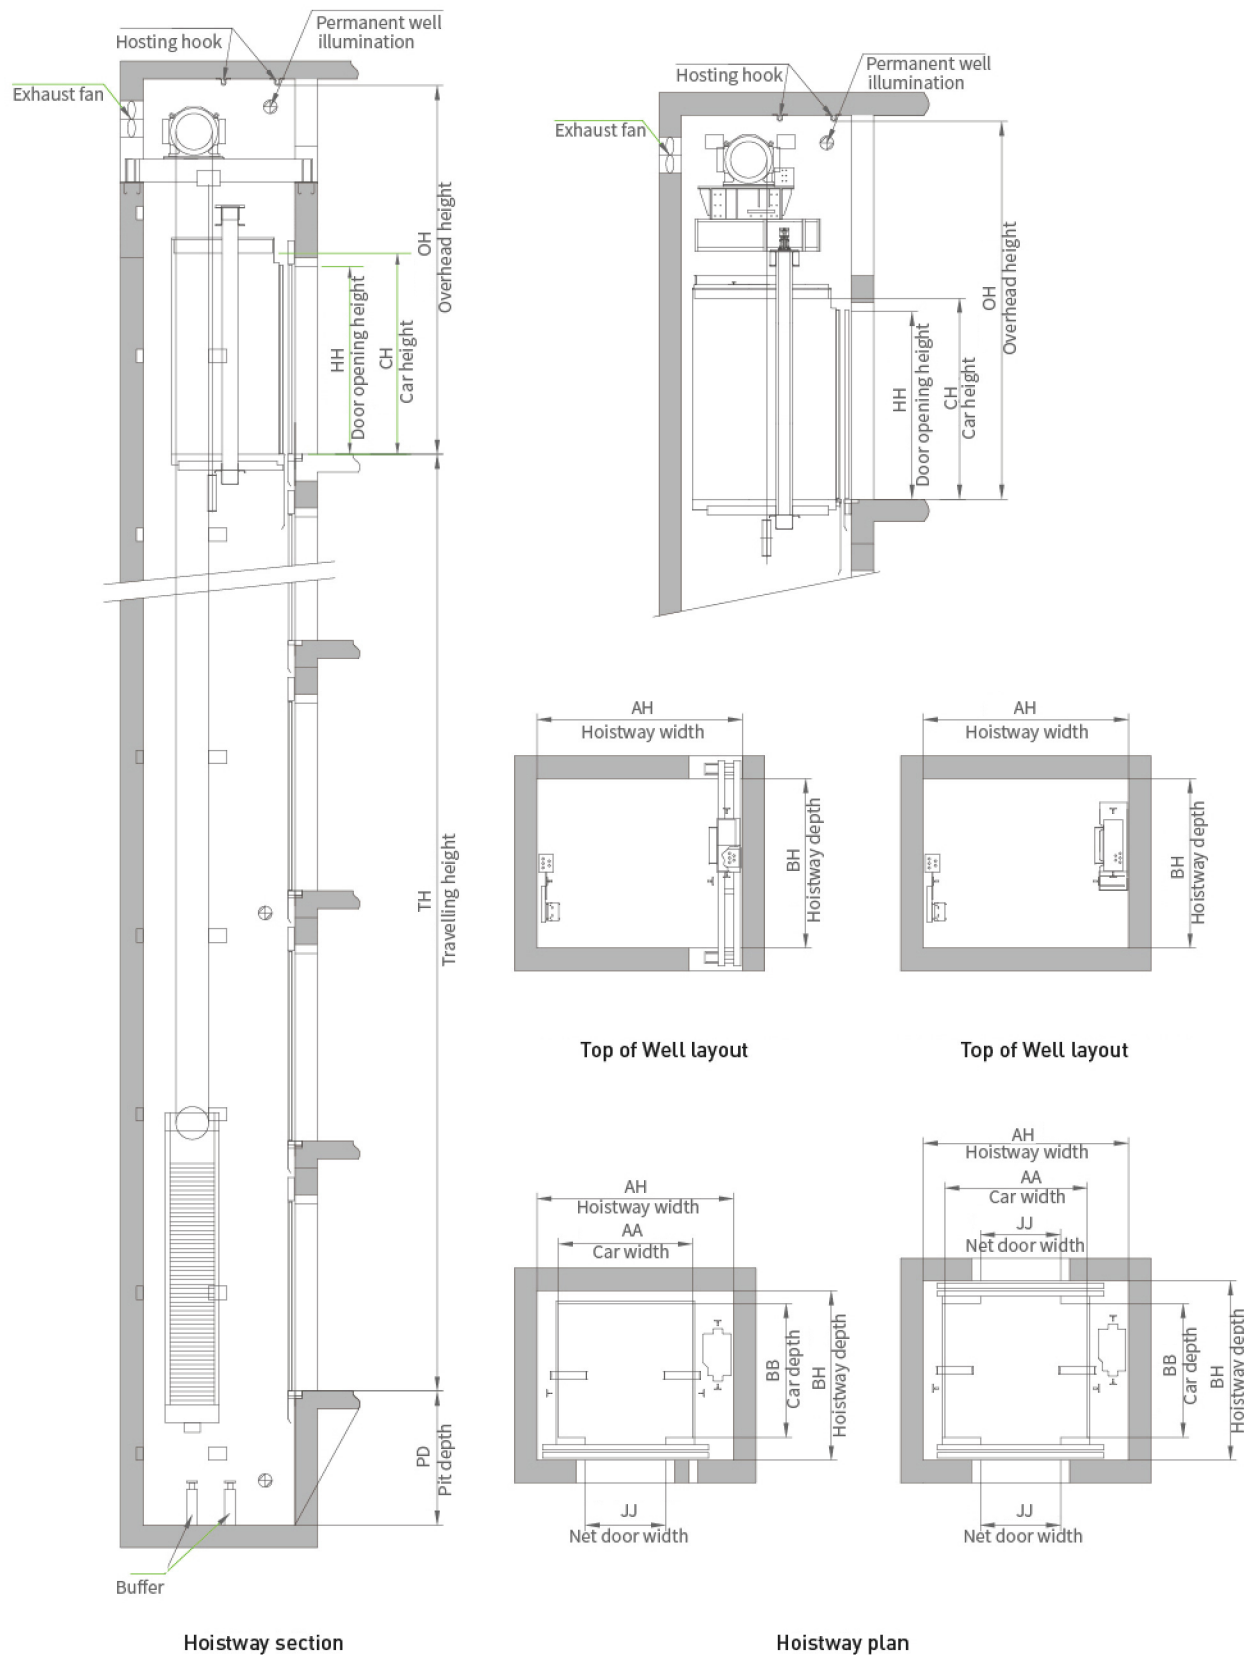 Permanent well
illumination
Hosting hook
Exhaust fan
OH
Overhead height
HH
Door opening height
CH
Car height
TH
Travelling height
PD
Pit depth
Buffer
Hoistway section
Permanent well
illumination
Hosting hook
Exhaust fan
OH
Overhead height
HH
Door opening height
CH
Car height
AH
Hoistway width
BH
Hoistway depth
Top of Well layout
AH
Hoistway width
BH
Hoistway depth
Top of Well layout
AH
Hoistway width
AA
Car width
BB
Car depth
BH
Hoistway depth
JJ
Net door width
AH
Hoistway width
AA
Car width
JJ
Net door width
BB
Car depth
BH
Hoistway depth
JJ
Net door width
Hoistway plan